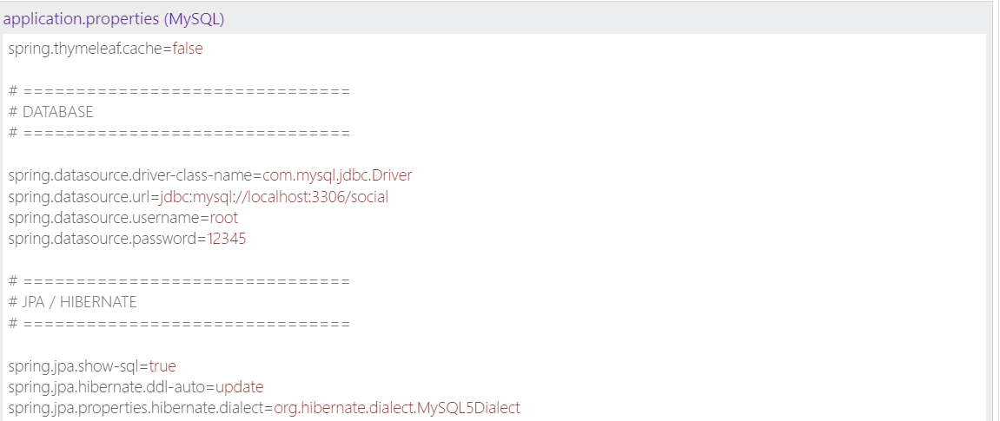 application.properties (MySQL)
spring.thymeleaf.cache=false
# ===============================
# DATABASE
# ===============================
spring.datasource.driver-class-name=com.mysql.jdbc.Driver
spring.datasource.url=jdbc:mysql://localhost:3306/social
spring.datasource.username=root
spring.datasource.password=12345
# ===============================
# JPA / HIBERNATE
# ===============================
spring.jpa.show-sql=true
spring.jpa.hibernate.ddl-auto=update
spring.jpa.properties.hibernate.dialect=org.hibernate.dialect.MySQL5Dialect